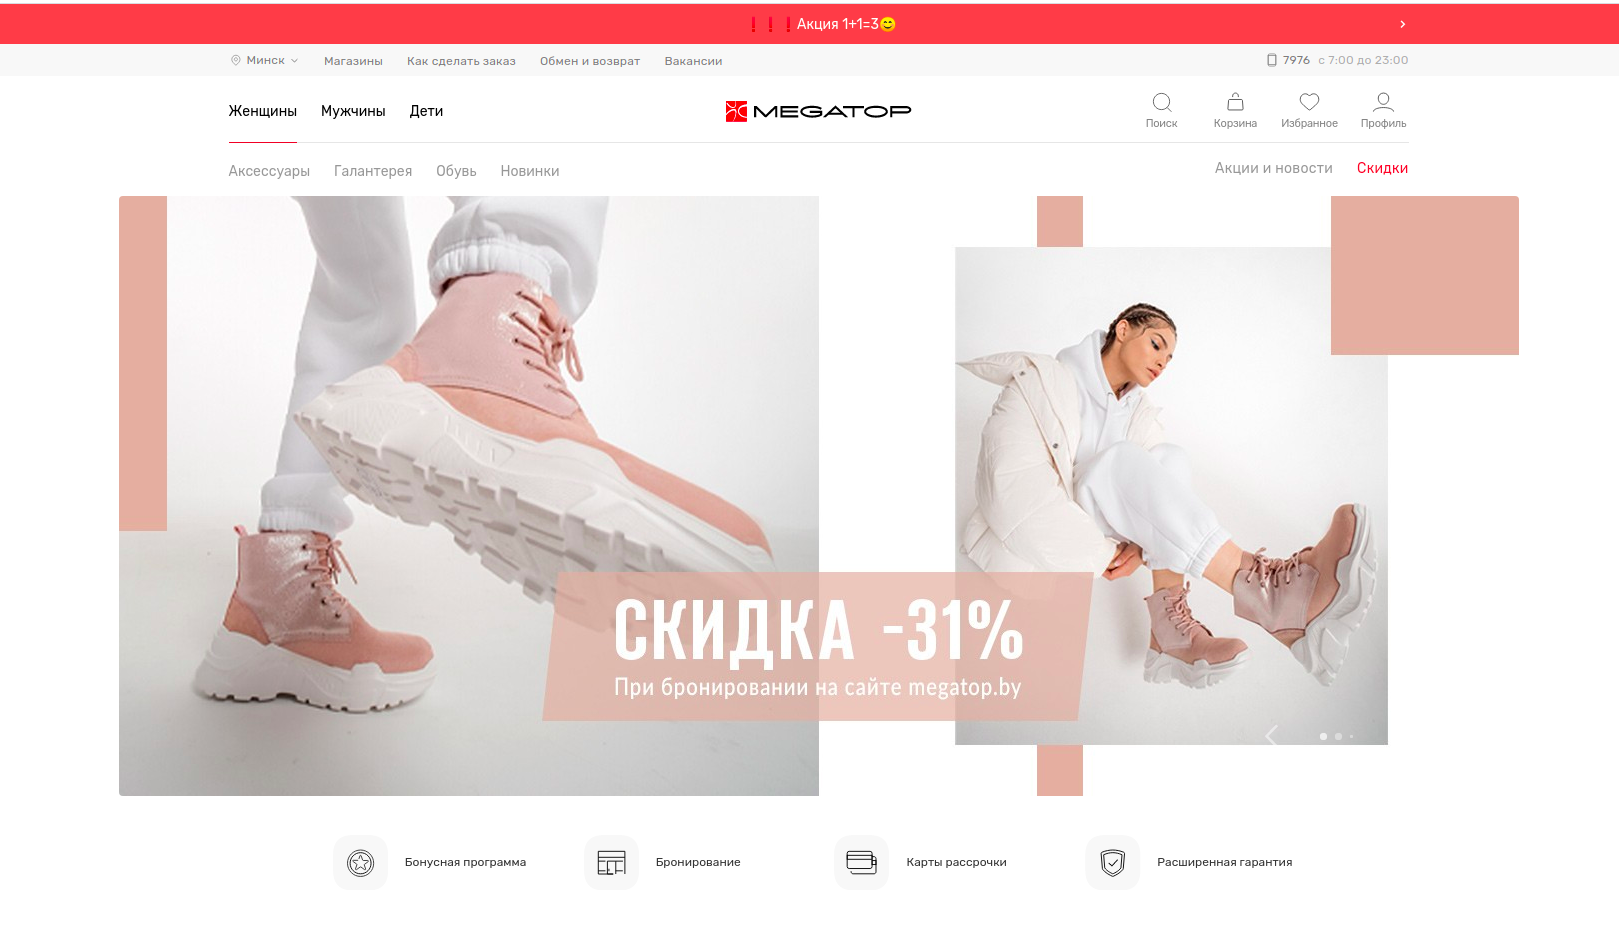 ❗❗❗Акция 1+1=3😊
Минск Магазины Как сделать заказ Обмен и возврат Вакансии 7976 с 7:00 до 23:00
Женщины Мужчины Дети MEGATOP Поиск Корзина Избранное Профиль
Аксессуары Галантерея Обувь Новинки Акции и новости Скидки
СКИДКА -31%
При бронировании на сайте megatop.by
Бонусная программа Бронирование Карты рассрочки Расширенная гарантия